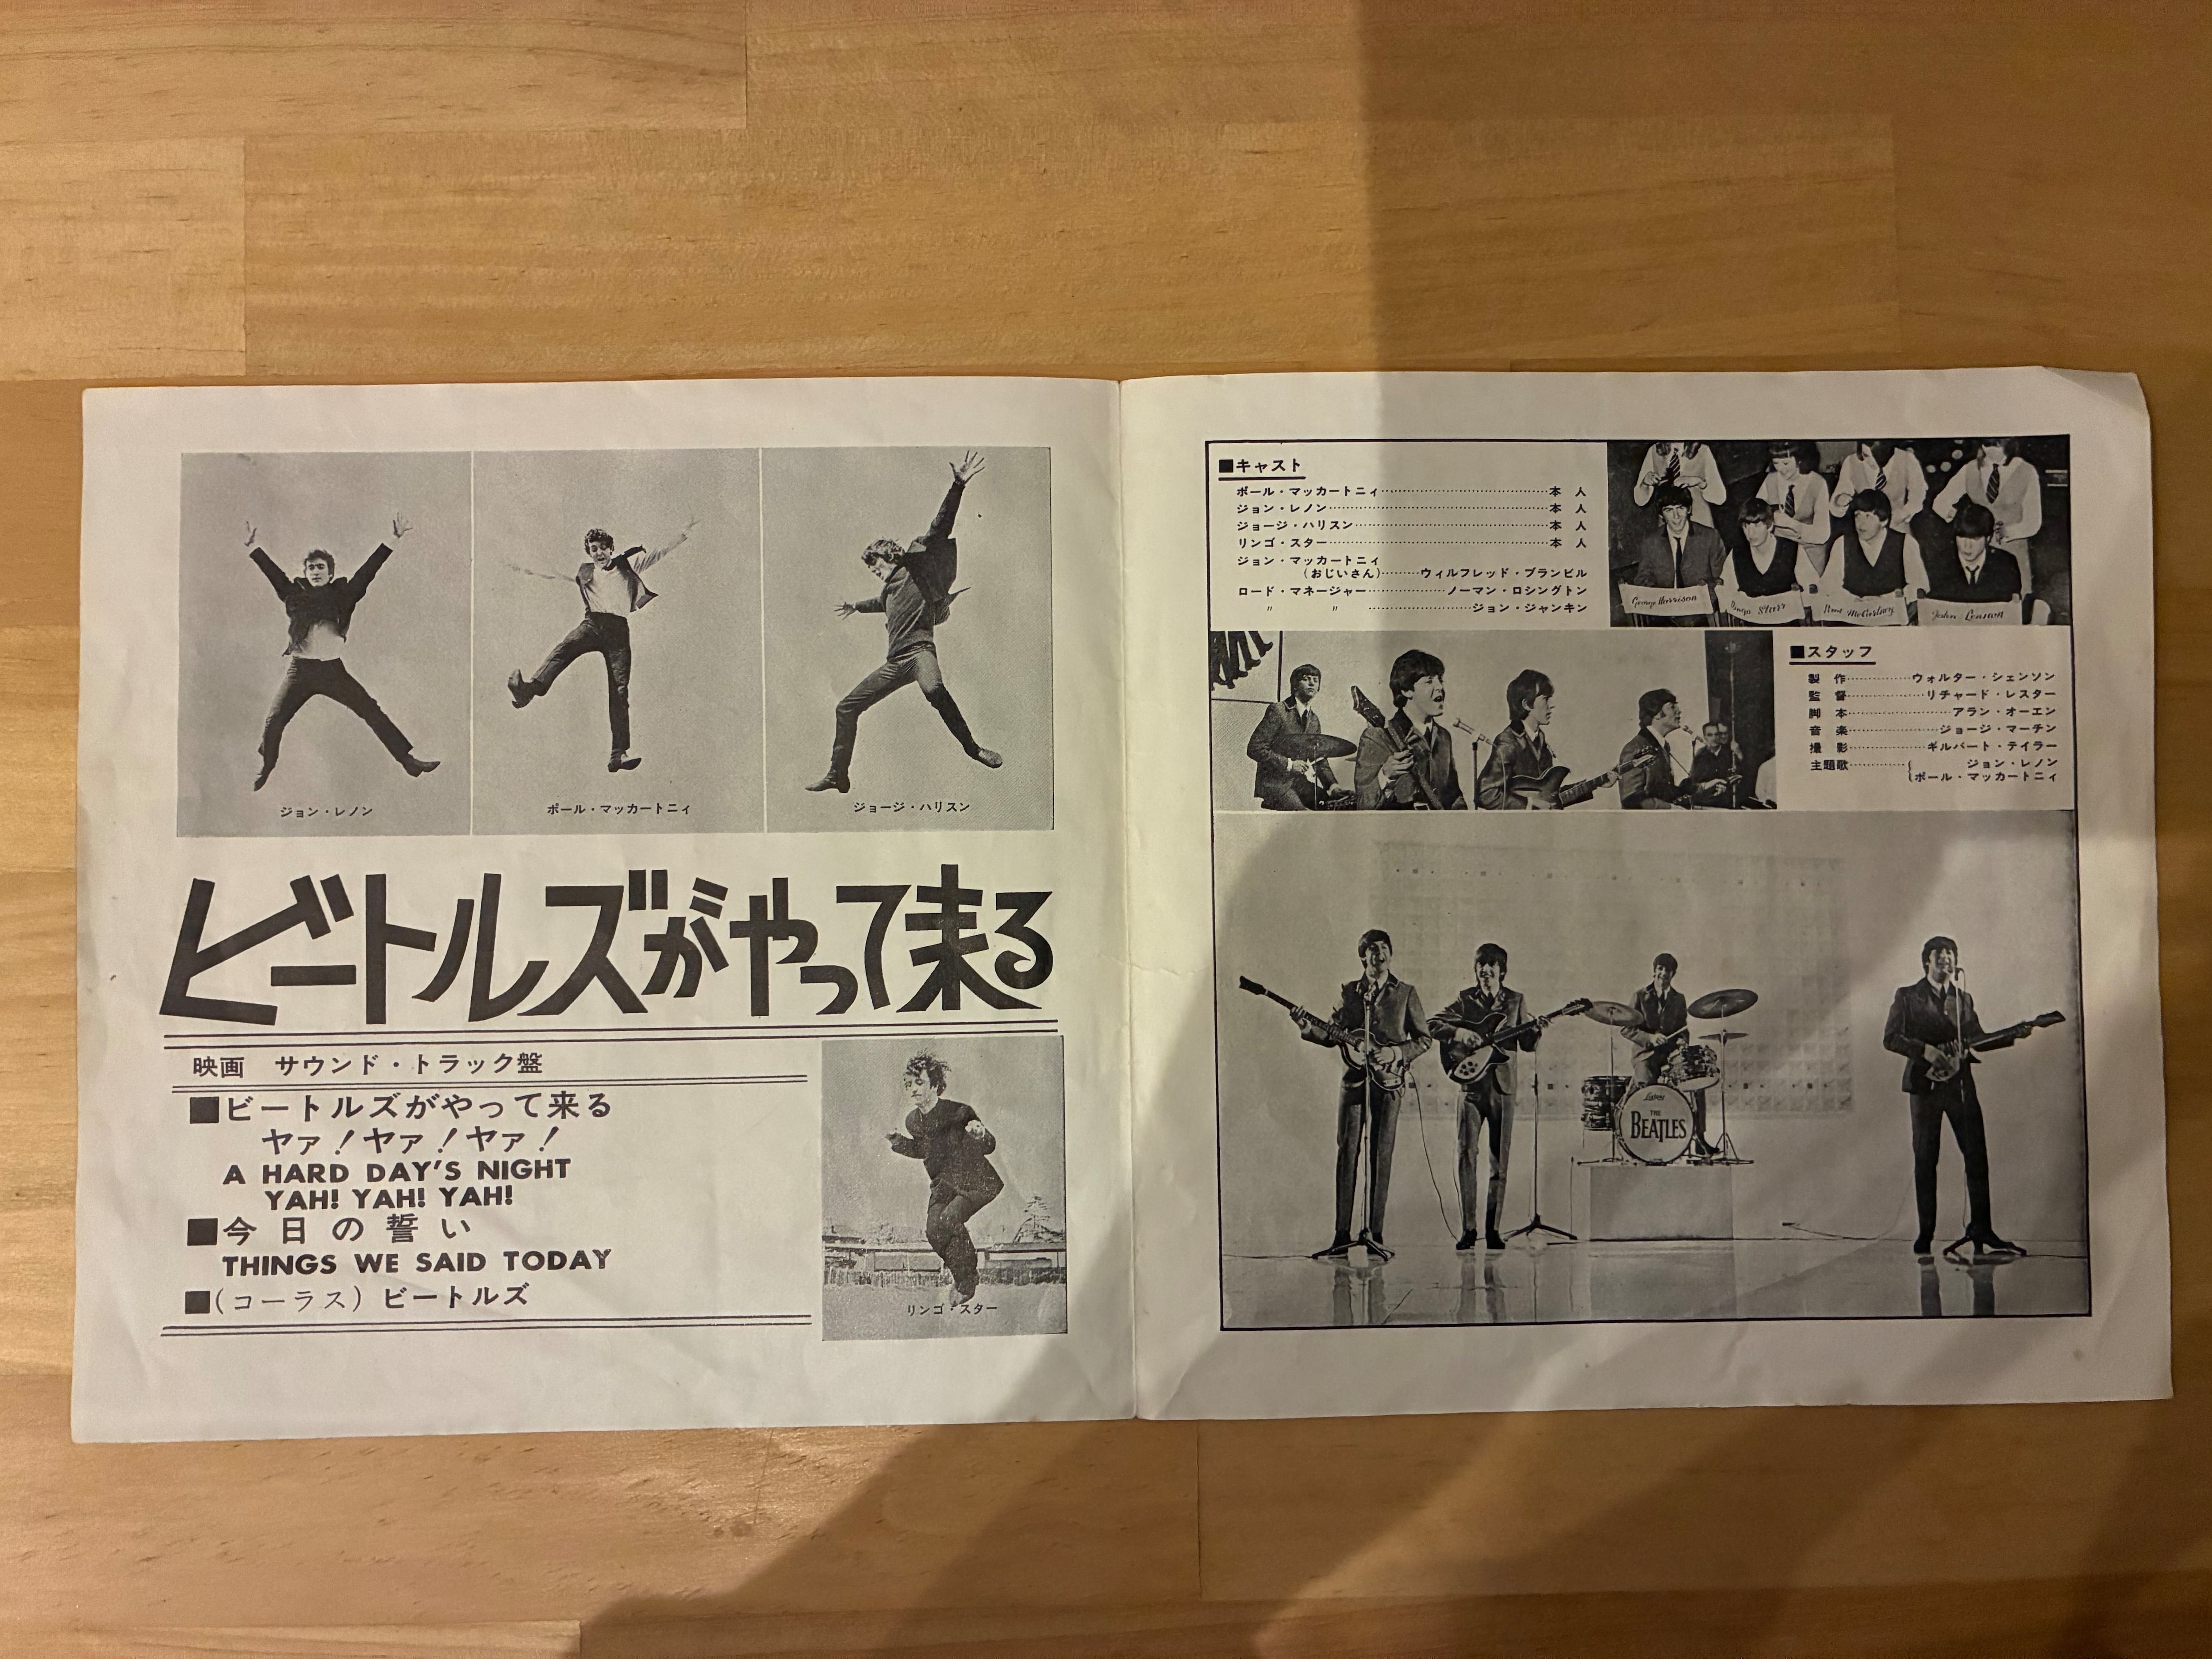 ジョン・レノン
ポール・マッカートニィ
ジョージ・ハリスン
ビートルズがやって来る
映画 サウンド・トラック盤
■ビートルズがやって来る
ヤァ!ヤァ!ヤァ!
A HARD DAY'S NIGHT
YAH! YAH! YAH!
■今日の誓い
THINGS WE SAID TODAY
■(コーラス) ビートルズ
リンゴ・スター
■キャスト
ポール・マッカートニィ……本人
ジョン・レノン……本人
ジョージ・ハリスン……本人
リンゴ・スター……本人
ジョン・マッカートニィ
(おじいさん)……ウィルフレッド・ブランビル
ロード・マネージャー……ノーマン・ロシングトン
〃 〃 ……ジョン・ジャンキン
George Harrison
Ringo Starr
Paul McCartney
John Lennon
■スタッフ
製作……ウォルター・シェンソン
監督……リチャード・レスター
脚本……アラン・オーエン
音楽……ジョージ・マーチン
撮影……ギルバート・テイラー
主題歌……{ジョン・レノン
{ポール・マッカートニィ
Ludwig
THE
BEATLES